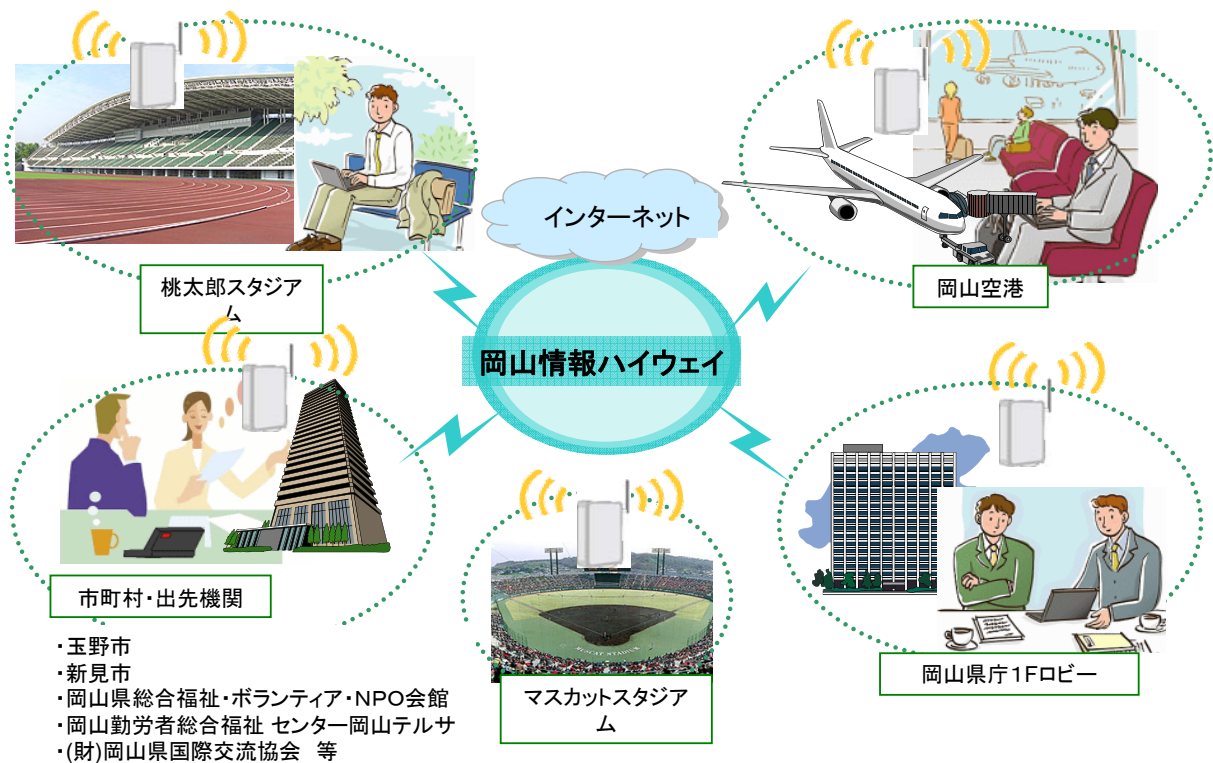 インターネット
桃太郎スタジア
ム
岡山空港
岡山情報ハイウェイ
市町村・出先機関
・玉野市
・新見市
・岡山県総合福祉・ボランティア・NPO会館
・岡山勤労者総合福祉 センター岡山テルサ
・(財)岡山県国際交流協会 等
MUSCAT STADIUM
マスカットスタジア
ム
岡山県庁1Fロビー